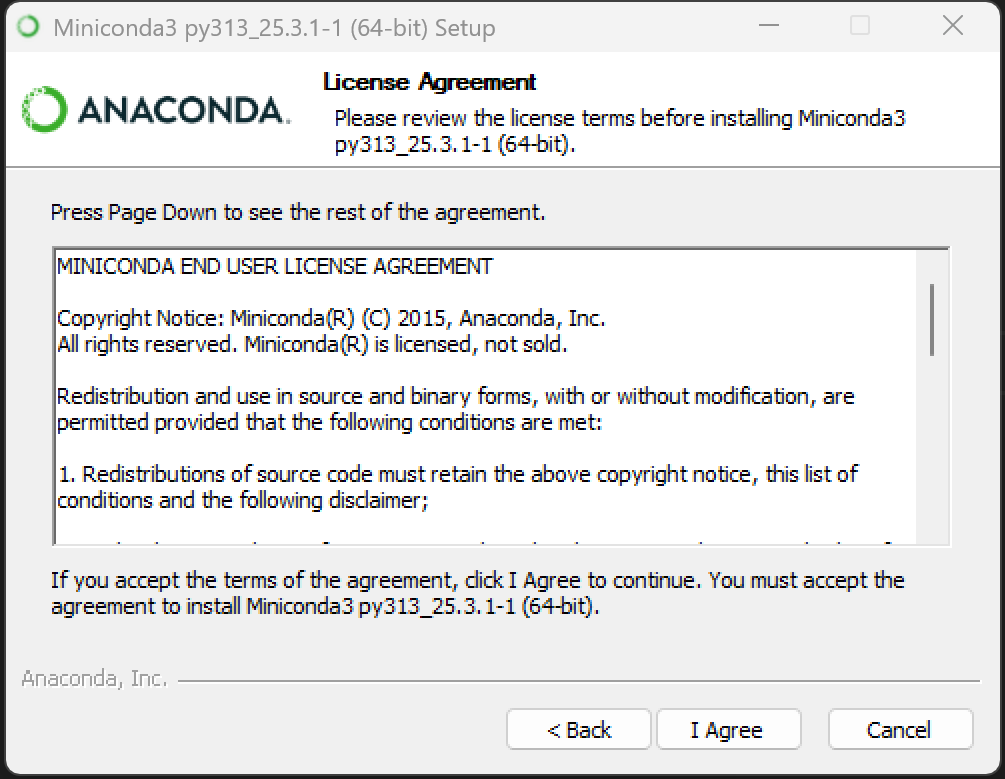 Miniconda3 py313_25.3.1-1 (64-bit) Setup
ANACONDA.
License Agreement
Please review the license terms before installing Miniconda3
py313_25.3.1-1 (64-bit).
Press Page Down to see the rest of the agreement.
MINICONDA END USER LICENSE AGREEMENT
Copyright Notice: Miniconda(R) (C) 2015, Anaconda, Inc.
All rights reserved. Miniconda(R) is licensed, not sold.
Redistribution and use in source and binary forms, with or without modification, are
permitted provided that the following conditions are met:
1. Redistributions of source code must retain the above copyright notice, this list of
conditions and the following disclaimer;
If you accept the terms of the agreement, click I Agree to continue. You must accept the
agreement to install Miniconda3 py313_25.3.1-1 (64-bit).
Anaconda, Inc.
< Back
I Agree
Cancel